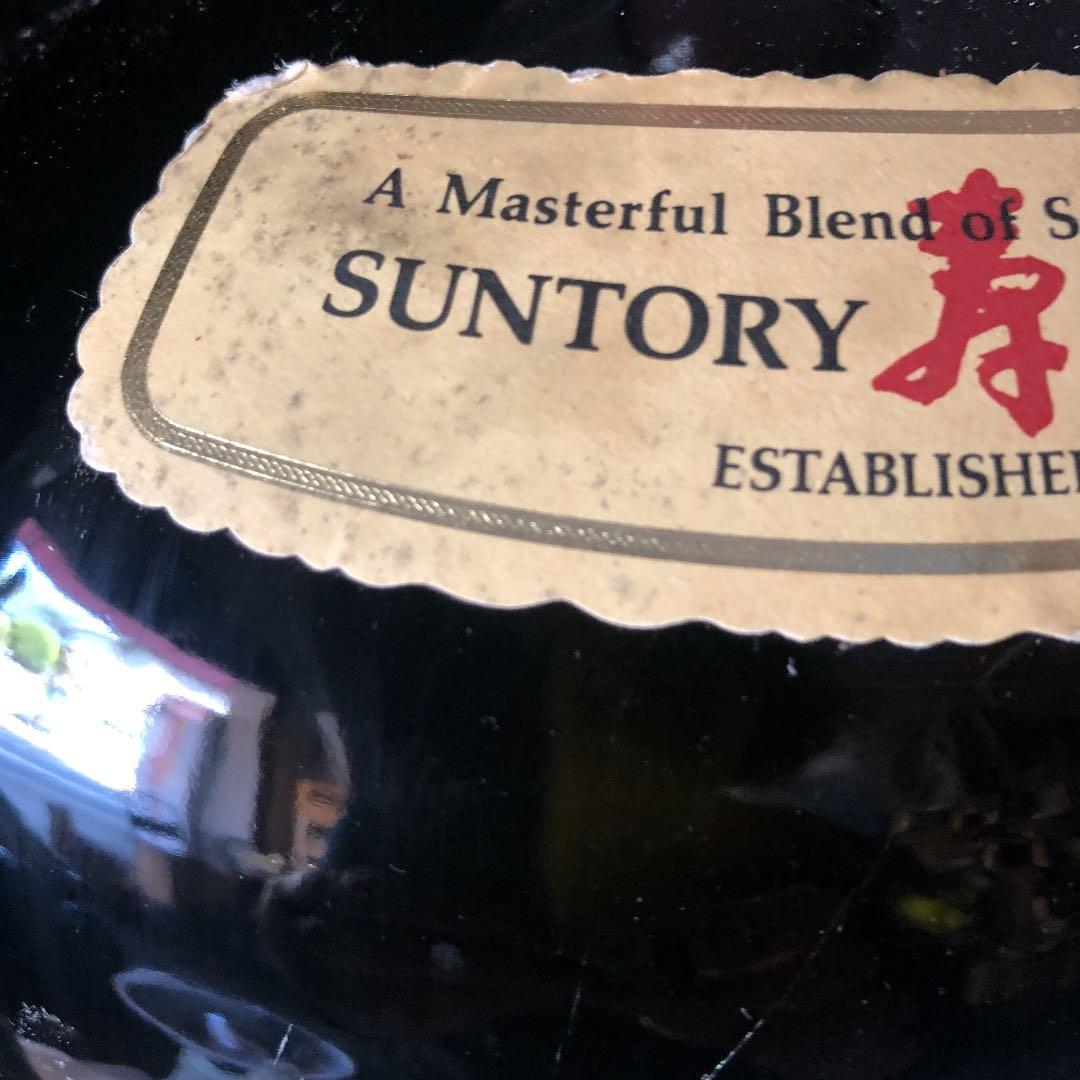 A Masterful Blend of S
SUNTORY 寿
ESTABLISHE